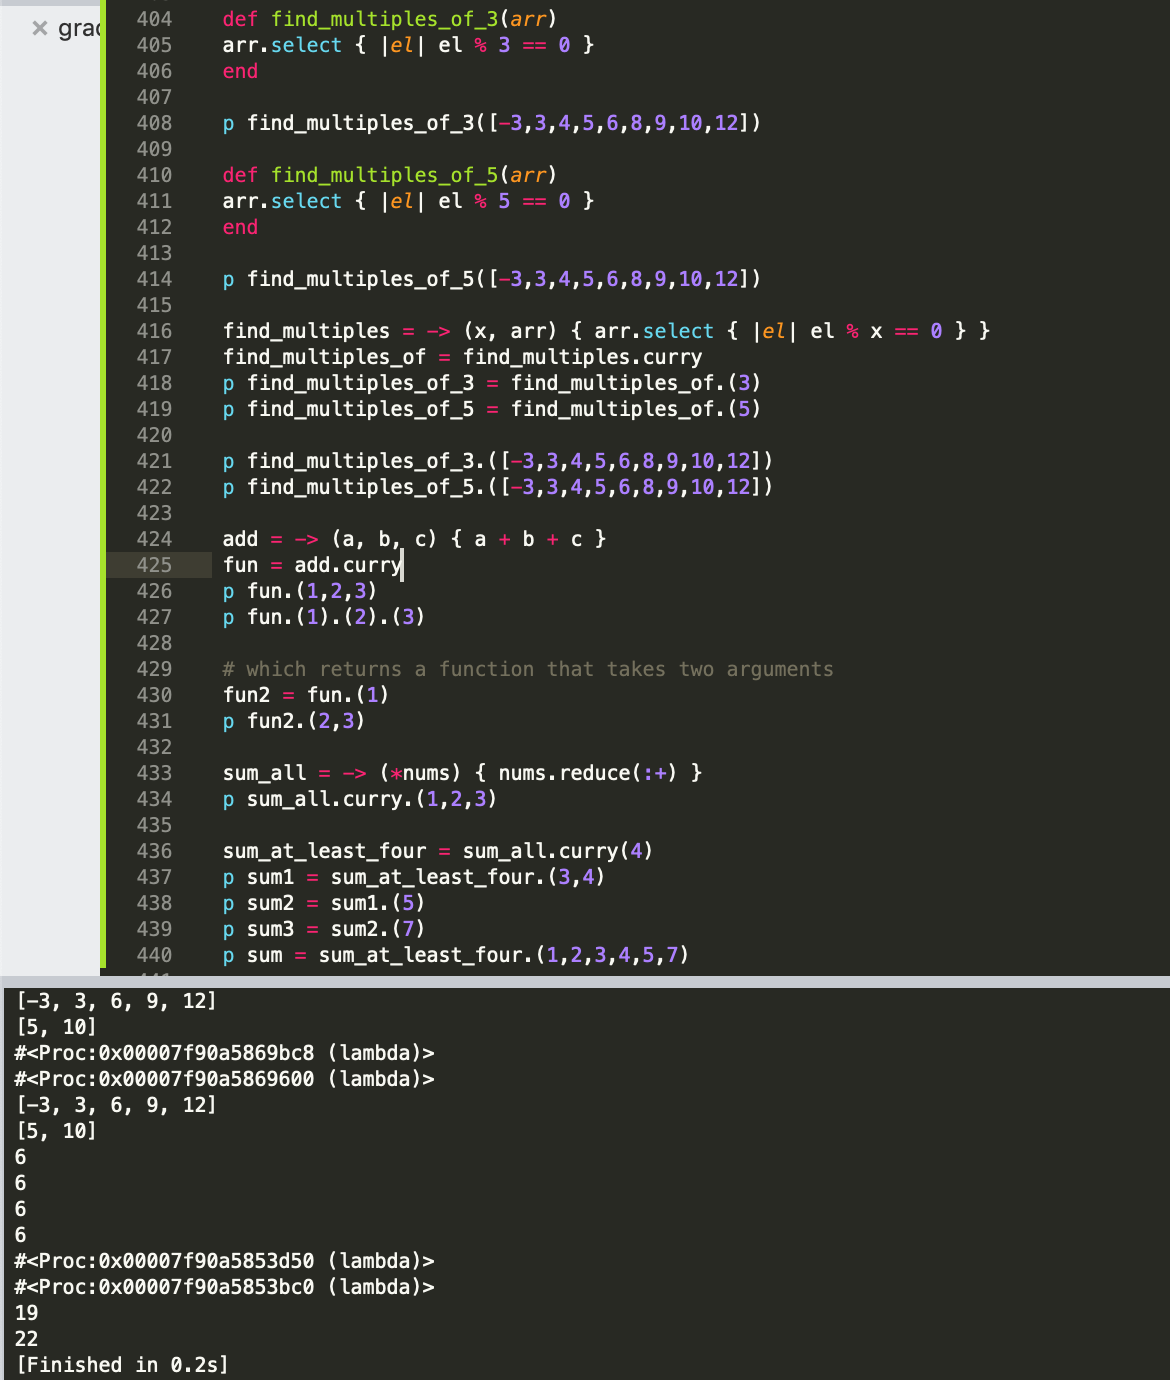 × grac
404 def find_multiples_of_3(arr)
405 arr.select { |el| el % 3 == 0 }
406 end
407
408 p find_multiples_of_3([-3,3,4,5,6,8,9,10,12])
409
410 def find_multiples_of_5(arr)
411 arr.select { |el| el % 5 == 0 }
412 end
413
414 p find_multiples_of_5([-3,3,4,5,6,8,9,10,12])
415
416 find_multiples = -> (x, arr) { arr.select { |el| el % x == 0 } }
417 find_multiples_of = find_multiples.curry
418 p find_multiples_of_3 = find_multiples_of.(3)
419 p find_multiples_of_5 = find_multiples_of.(5)
420
421 p find_multiples_of_3.([-3,3,4,5,6,8,9,10,12])
422 p find_multiples_of_5.([-3,3,4,5,6,8,9,10,12])
423
424 add = -> (a, b, c) { a + b + c }
425 fun = add.curry
426 p fun.(1,2,3)
427 p fun.(1).(2).(3)
428
429 # which returns a function that takes two arguments
430 fun2 = fun.(1)
431 p fun2.(2,3)
432
433 sum_all = -> (*nums) { nums.reduce(:+) }
434 p sum_all.curry.(1,2,3)
435
436 sum_at_least_four = sum_all.curry(4)
437 p sum1 = sum_at_least_four.(3,4)
438 p sum2 = sum1.(5)
439 p sum3 = sum2.(7)
440 p sum = sum_at_least_four.(1,2,3,4,5,7)
[-3, 3, 6, 9, 12]
[5, 10]
#<Proc:0x00007f90a5869bc8 (lambda)>
#<Proc:0x00007f90a5869600 (lambda)>
[-3, 3, 6, 9, 12]
[5, 10]
6
6
6
6
#<Proc:0x00007f90a5853d50 (lambda)>
#<Proc:0x00007f90a5853bc0 (lambda)>
19
22
[Finished in 0.2s]